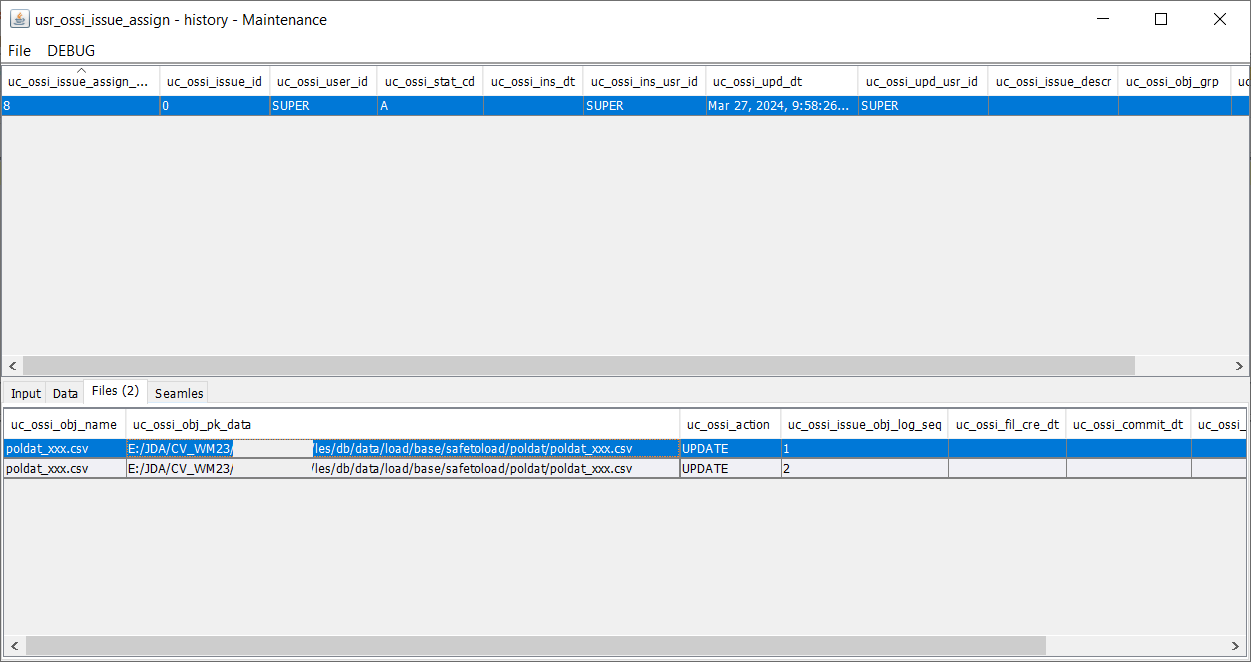 usr_ossi_issue_assign - history - Maintenance
File DEBUG
uc_ossi_issue_assign_... uc_ossi_issue_id uc_ossi_user_id uc_ossi_stat_cd uc_ossi_ins_dt uc_ossi_ins_usr_id uc_ossi_upd_dt uc_ossi_upd_usr_id uc_ossi_issue_descr uc_ossi_obj_grp uc
8 0 SUPER A SUPER Mar 27, 2024, 9:58:26... SUPER
Input Data Files (2) Seamles
uc_ossi_obj_name uc_ossi_obj_pk_data uc_ossi_action uc_ossi_issue_obj_log_seq uc_ossi_fil_cre_dt uc_ossi_commit_dt uc_ossi_
poldat_xxx.csv E:/JDA/CV_WM23/ /les/db/data/load/base/safetoload/poldat/poldat_xxx.csv UPDATE 1
poldat_xxx.csv E:/JDA/CV_WM23/ /les/db/data/load/base/safetoload/poldat/poldat_xxx.csv UPDATE 2